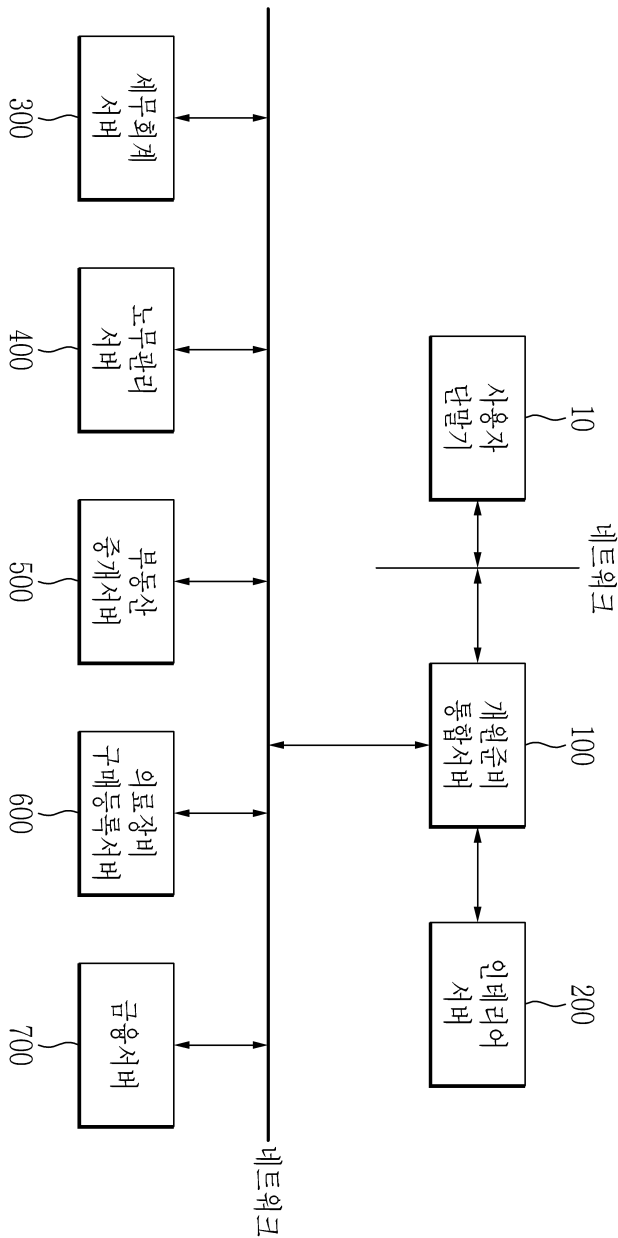 10
100
200
사용자
단말기
네트워크
개원준비
통합서버
인테리어
서버
네트워크
세무회계
서버
노무관리
서버
부동산
중개서버
의료장비
구매등록서버
금융서버
300
400
500
600
700